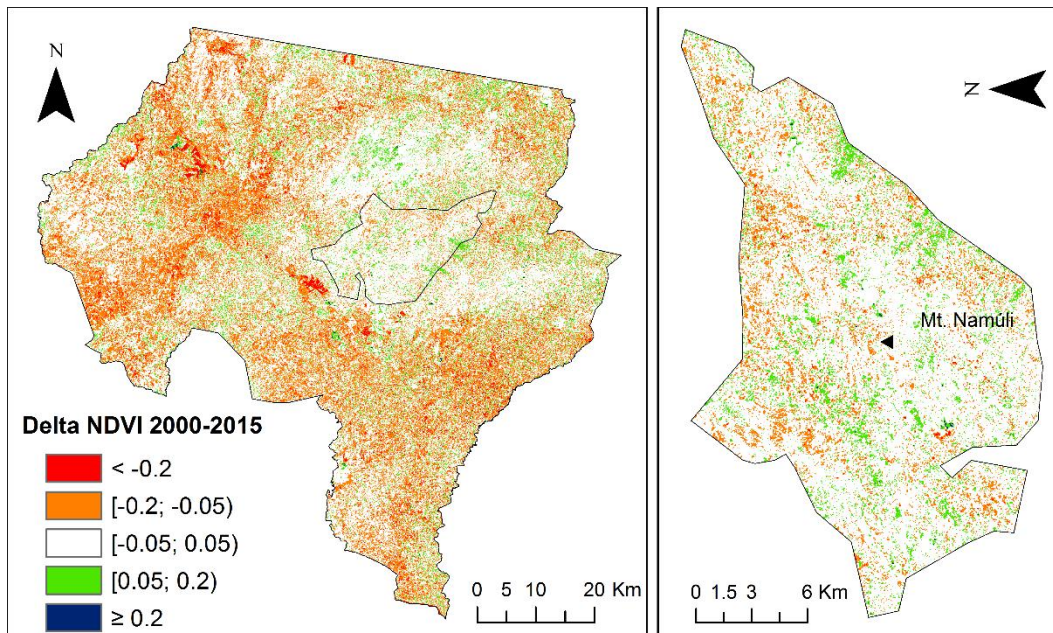 N
Delta NDVI 2000-2015
< -0.2
[-0.2; -0.05)
[-0.05; 0.05)
[0.05; 0.2)
≥ 0.2
0 5 10 20 Km
N
Mt. Namúli
0 1.5 3 6 Km